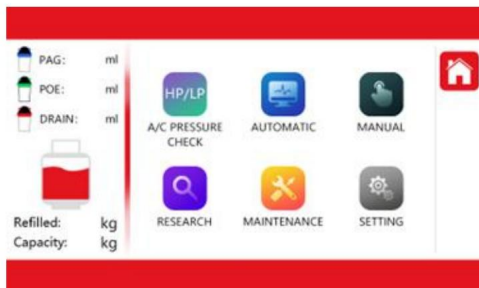 PAG: ml
POE: ml
DRAIN: ml
Refilled: kg
Capacity: kg
HP/LP
A/C PRESSURE
CHECK
AUTOMATIC
MANUAL
RESEARCH
MAINTENANCE
SETTING